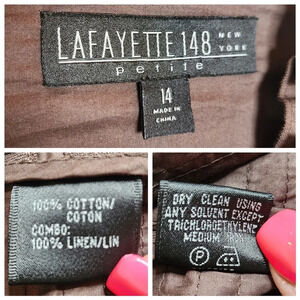 LAFAYETTE 148 NEW YORK
petite
14
MADE IN
CHINA
100% COTTON/
COTON
COMBO:
100% LINEN/LIN
DRY CLEAN USING
ANY SOLVENT EXCEPT
TRICHLOROETHYLENE
MEDIUM IRON
P